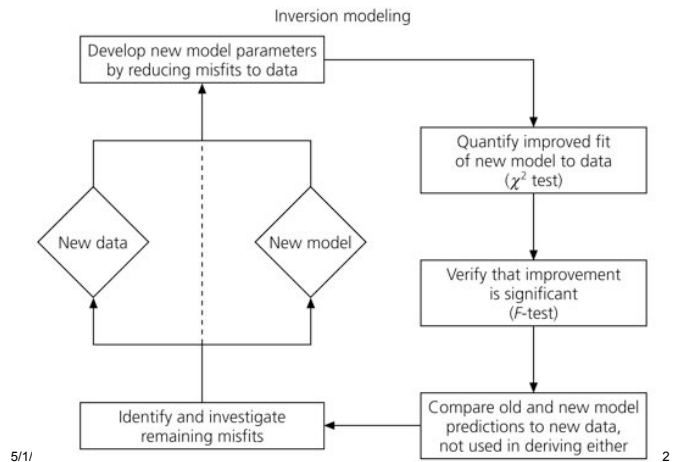 Inversion modeling
Develop new model parameters
by reducing misfits to data
Quantify improved fit
of new model to data
(χ² test)
New data
New model
Verify that improvement
is significant
(F-test)
Identify and investigate
remaining misfits
Compare old and new model
predictions to new data,
not used in deriving either
5/1/
2